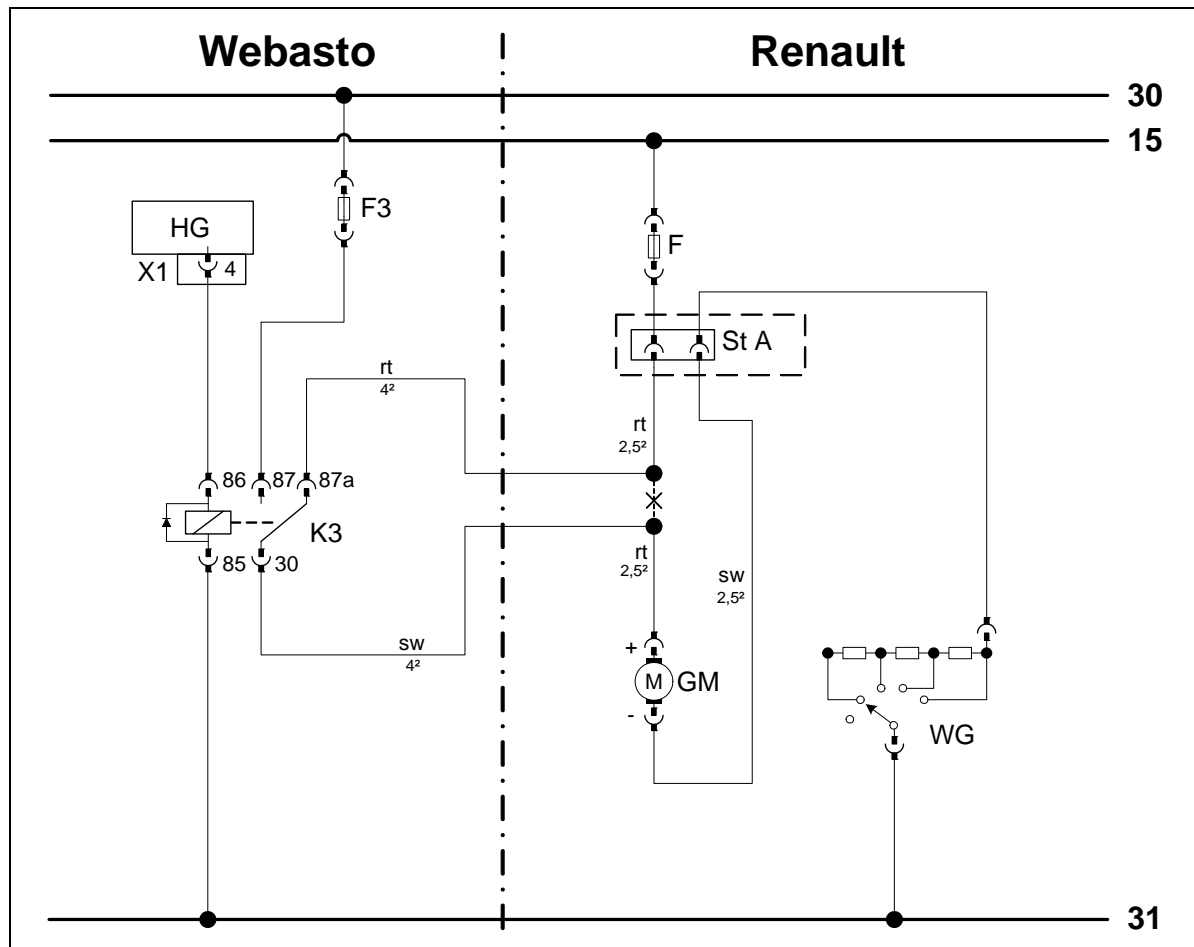 Webasto
Renault
30
15
F3
HG
X1 4
F
St A
rt
4²
rt
2,5²
86 87 87a
K3
85 30
rt
2,5²
sw
2,5²
sw
4²
+
M GM
-
WG
31